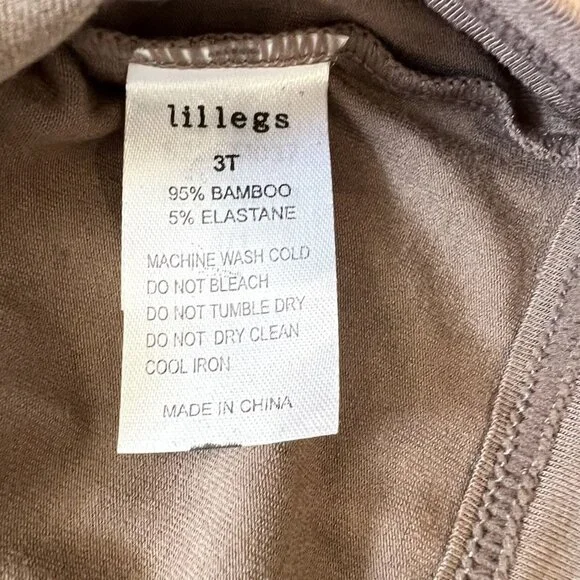 lillegs
3T
95% BAMBOO
5% ELASTANE
MACHINE WASH COLD
DO NOT BLEACH
DO NOT TUMBLE DRY
DO NOT DRY CLEAN
COOL IRON
MADE IN CHINA